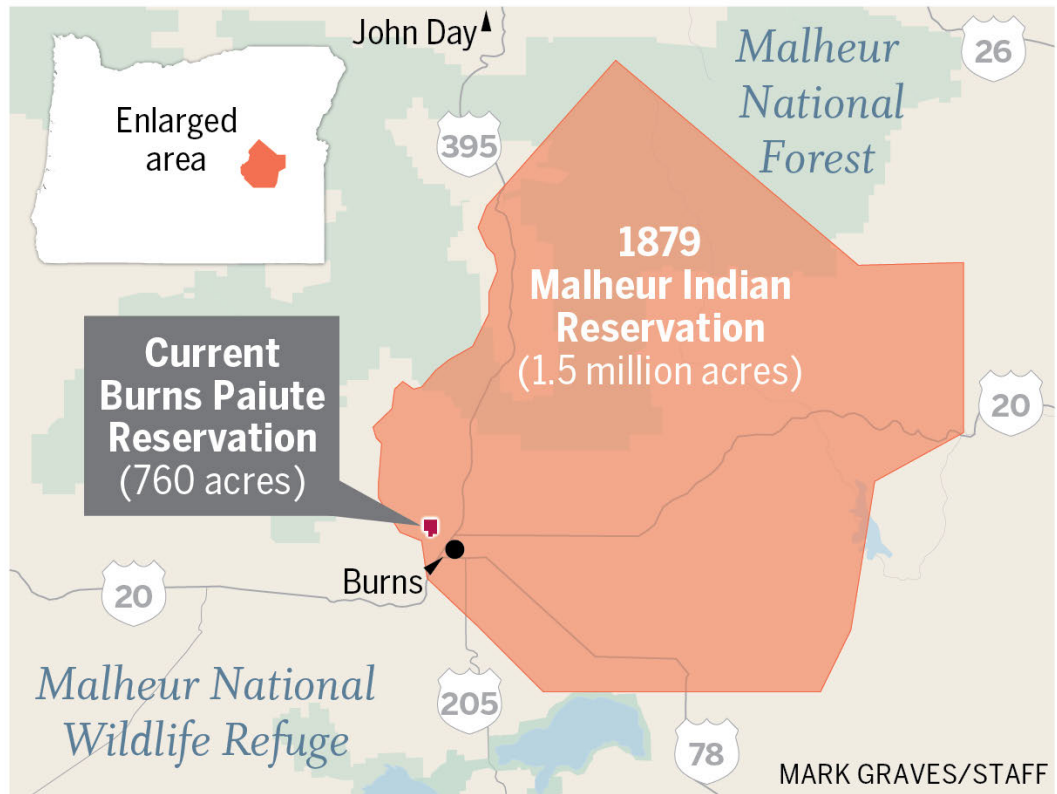 John Day
Malheur
National
Forest
26
Enlarged
area
395
1879
Malheur Indian
Reservation
(1.5 million acres)
Current
Burns Paiute
Reservation
(760 acres)
20
Burns
20
Malheur National
Wildlife Refuge
205
78
MARK GRAVES/STAFF